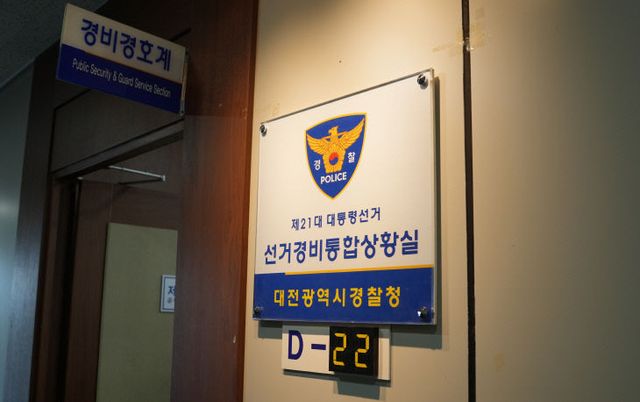 경비경호계
Public Security & Guard Service Section
경 찰
POLICE
제21대 대통령선거
선거경비통합상황실
대전광역시경찰청
D-22